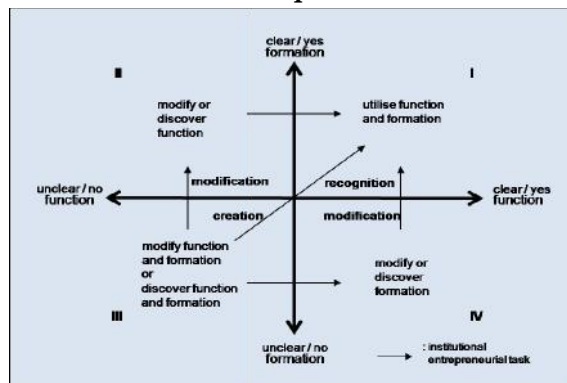 clear / yes
formation
II
I
modify or
discover
function
utilise function
and formation
modification
recognition
unclear / no
function
clear / yes
function
creation
modification
modify function
and formation
or
discover function
and formation
modify or
discover
formation
III
IV
unclear / no
formation
: institutional
entrepreneurial task